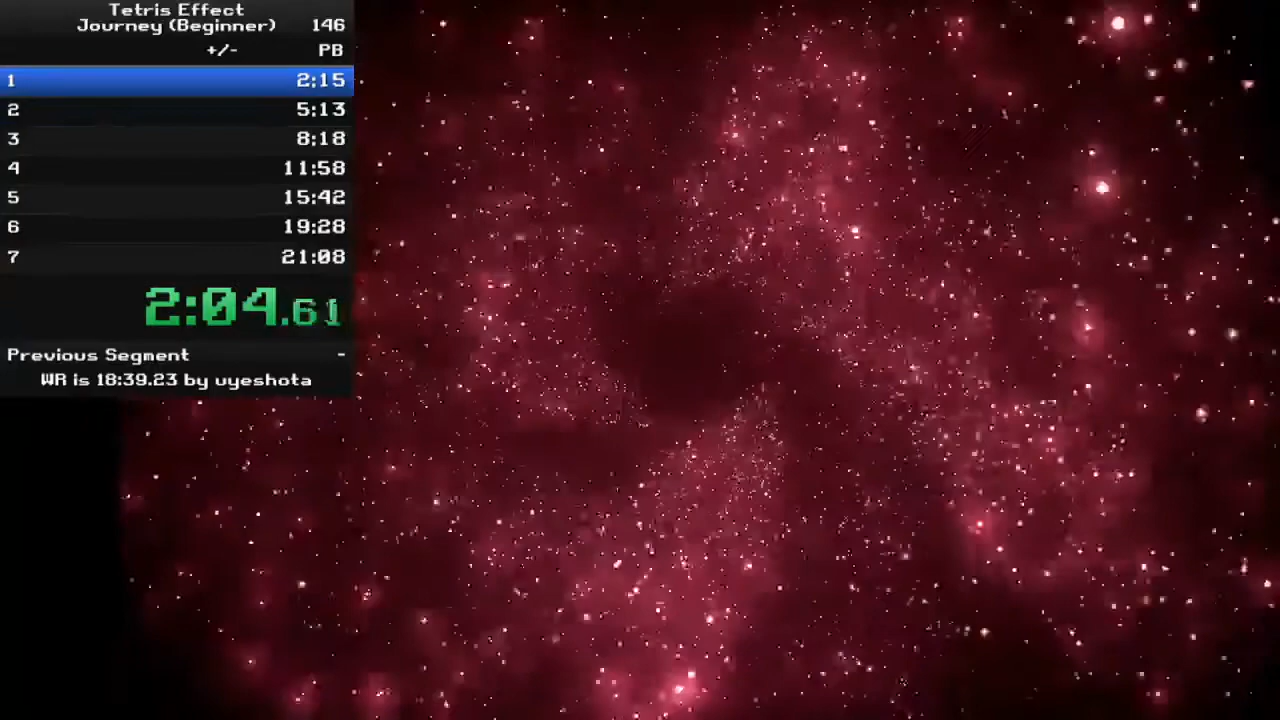 Tetris Effect
Journey (Beginner) 146
+/- PB
1 2:15
2 5:13
3 8:18
4 11:58
5 15:42
6 19:28
7 21:08
2:04.61
Previous Segment -
WR is 18:39.23 by uyeshota